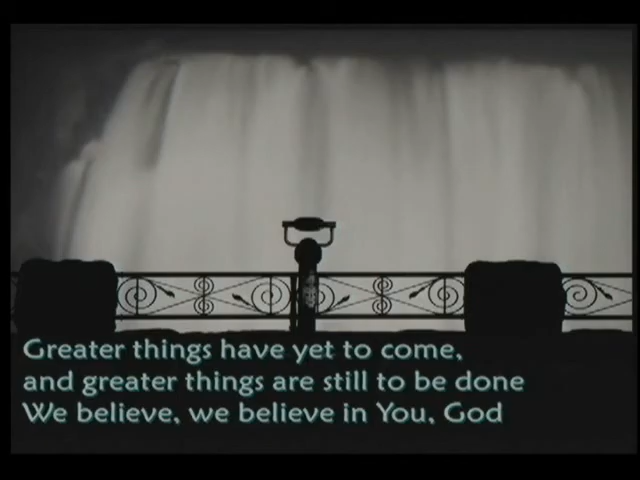 Greater things have yet to come,
and greater things are still to be done
We believe, we believe in You, God